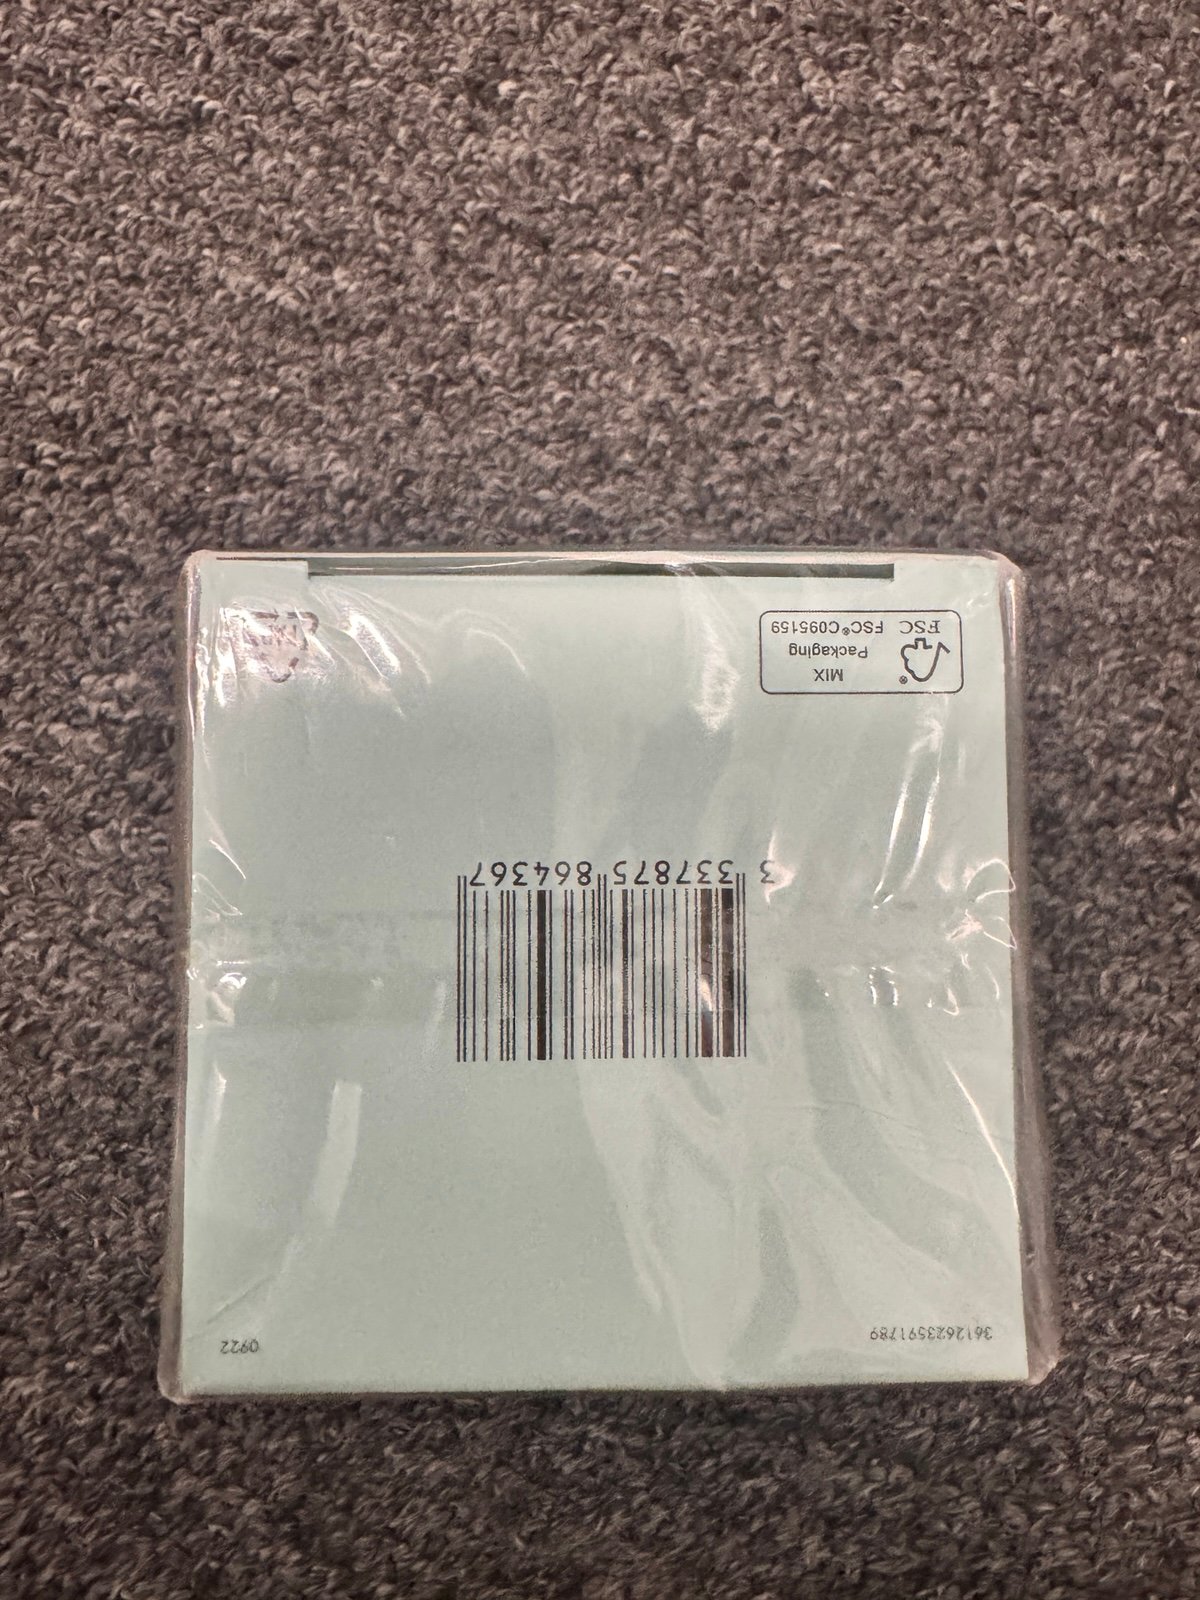 3612623591789
0922
3 337875 864367
MIX
Packaging
FSC FSC® C095159